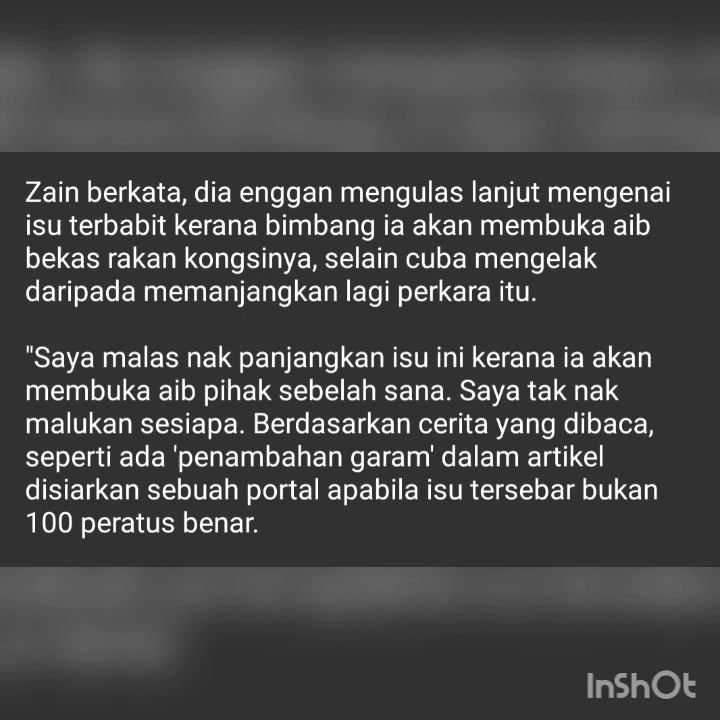 Zain berkata, dia enggan mengulas lanjut mengenai
isu terbabit kerana bimbang ia akan membuka aib
bekas rakan kongsinya, selain cuba mengelak
daripada memanjangkan lagi perkara itu.
"Saya malas nak panjangkan isu ini kerana ia akan
membuka aib pihak sebelah sana. Saya tak nak
malukan sesiapa. Berdasarkan cerita yang dibaca,
seperti ada 'penambahan garam' dalam artikel
disiarkan sebuah portal apabila isu tersebar bukan
100 peratus benar.
InShOt